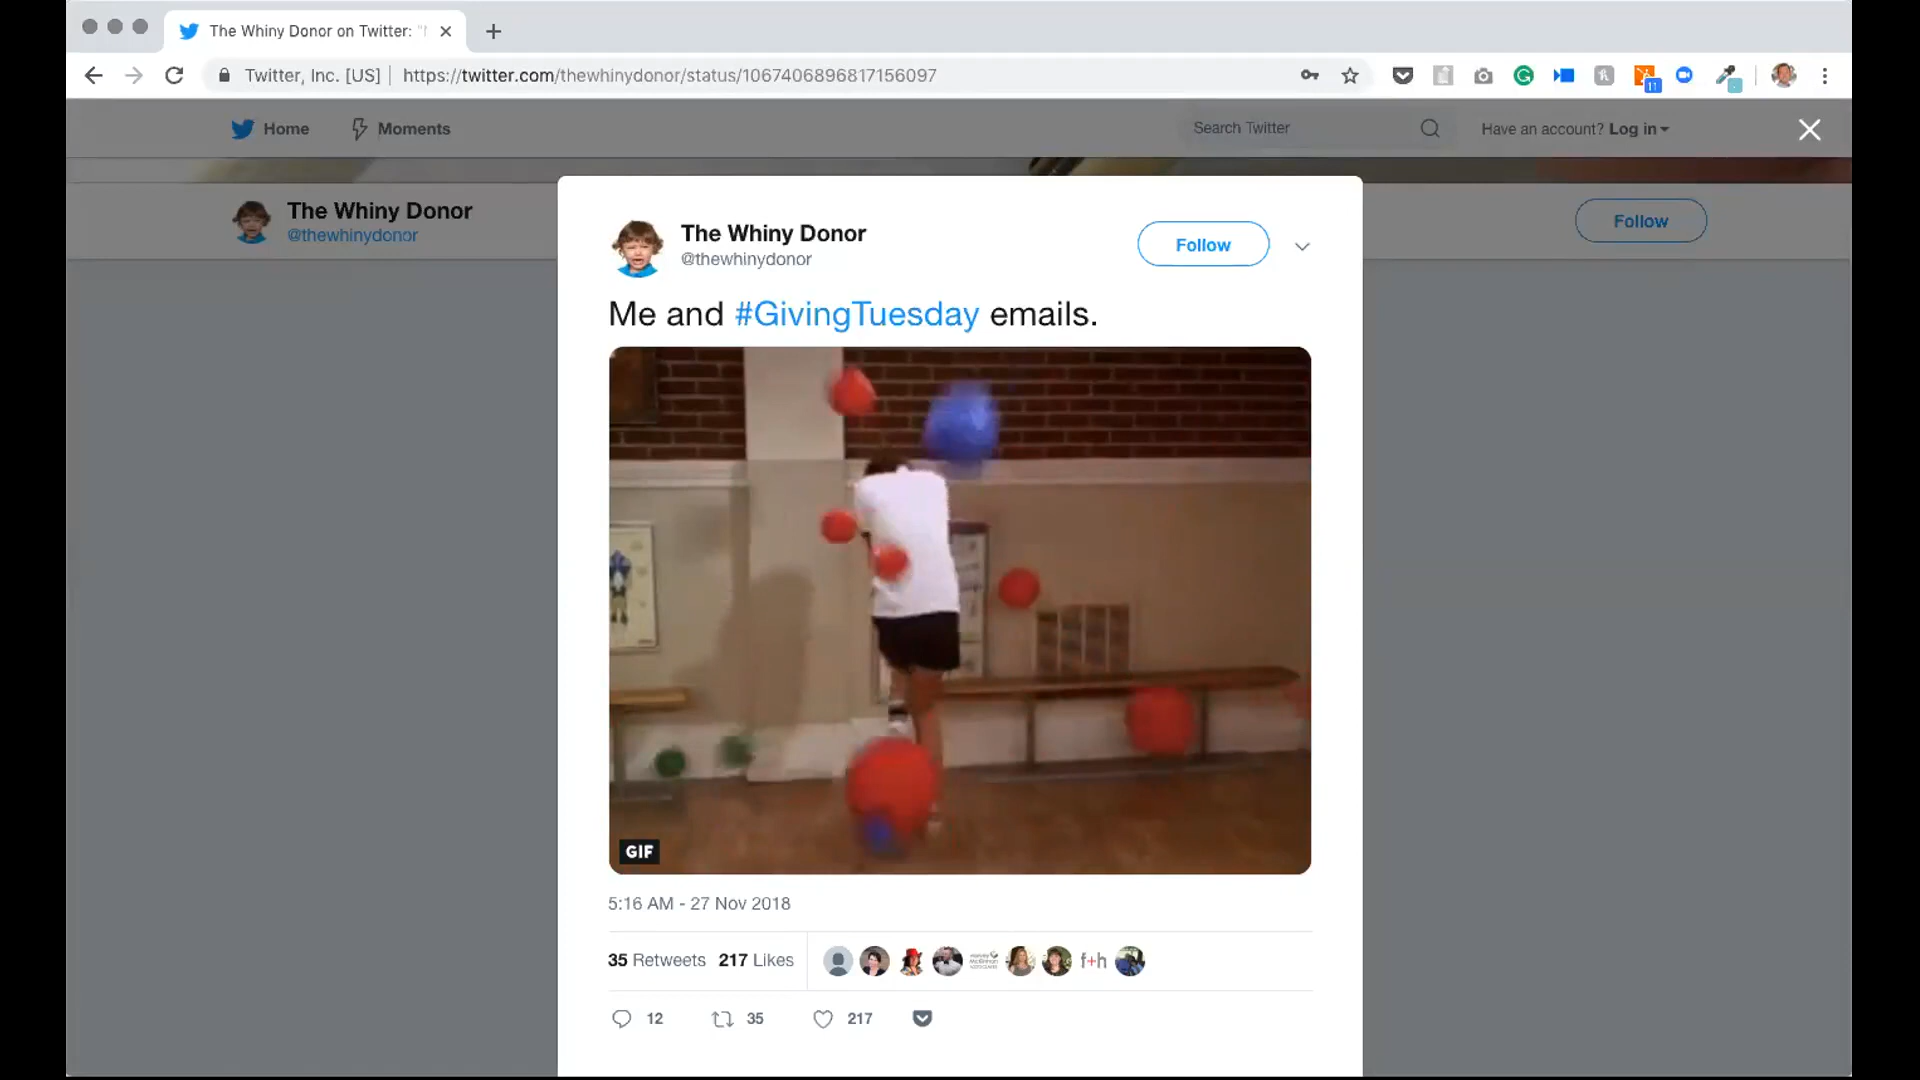 The Whiny Donor on Twitter: "
Twitter, Inc. [US] https://twitter.com/thewhinydonor/status/1067406896817156097
11
Home Moments Search Twitter Have an account? Log in
The Whiny Donor
@thewhinydonor
Follow
The Whiny Donor
@thewhinydonor
Follow
Me and #GivingTuesday emails.
GIF
5:16 AM - 27 Nov 2018
35 Retweets 217 Likes
f+h
12 35 217